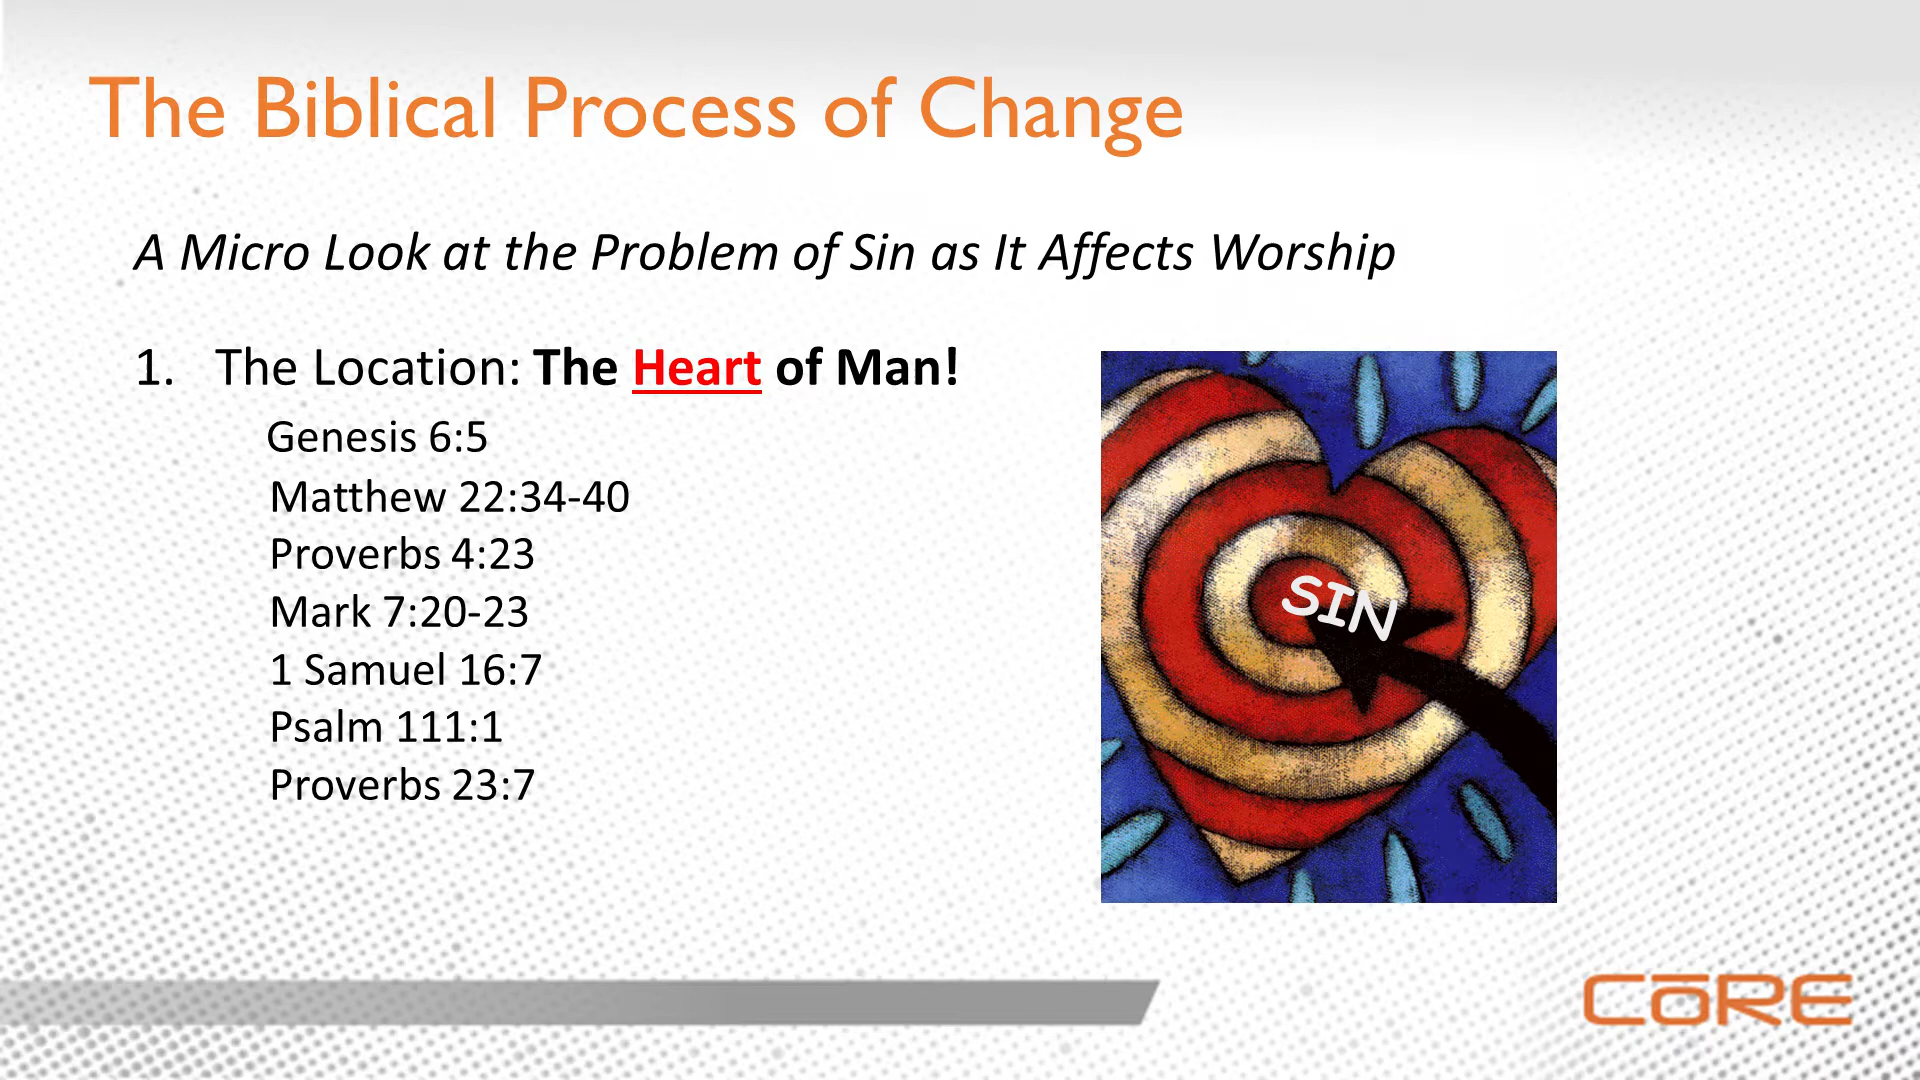 The Biblical Process of Change
A Micro Look at the Problem of Sin as It Affects Worship
1. The Location: The Heart of Man!
Genesis 6:5
Matthew 22:34-40
Proverbs 4:23
Mark 7:20-23
1 Samuel 16:7
Psalm 111:1
Proverbs 23:7
SIN
CōRE